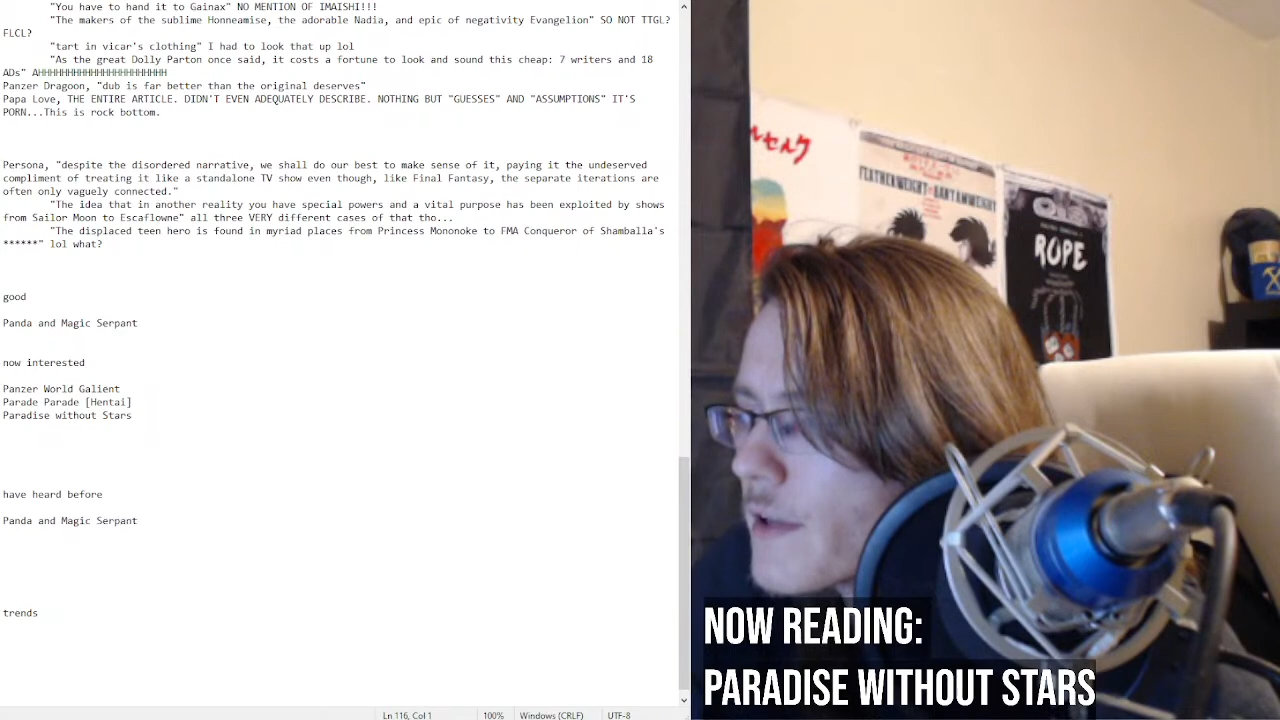 "You have to hand it to Gainax" NO MENTION OF IMAISHI!!!
"The makers of the sublime Honneamise, the adorable Nadia, and epic of negativity Evangelion" SO NOT TTGL?
FLCL?
"tart in vicar's clothing" I had to look that up lol
"As the great Dolly Parton once said, it costs a fortune to look and sound this cheap: 7 writers and 18
ADs" AHHHHHHHHHHHHHHHHHHHHHH
Panzer Dragoon, "dub is far better than the original deserves"
Papa Love, THE ENTIRE ARTICLE. DIDN'T EVEN ADEQUATELY DESCRIBE. NOTHING BUT "GUESSES" AND "ASSUMPTIONS" IT'S
PORN...This is rock bottom.
Persona, "despite the disordered narrative, we shall do our best to make sense of it, paying it the undeserved
compliment of treating it like a standalone TV show even though, like Final Fantasy, the separate iterations are
often only vaguely connected."
"The idea that in another reality you have special powers and a vital purpose has been exploited by shows
from Sailor Moon to Escaflowne" all three VERY different cases of that tho...
"The displaced teen hero is found in myriad places from Princess Mononoke to FMA Conqueror of Shamballa's
******" lol what?
good
Panda and Magic Serpant
now interested
Panzer World Galient
Parade Parade [Hentai]
Paradise without Stars
have heard before
Panda and Magic Serpant
trends
Ln 116, Col 1
100%
Windows (CRLF)
UTF-8
ルセルク
FEATHERWEIGHT
BANTAMWEIGHT
ROPE
NOW READING:
PARADISE WITHOUT STARS